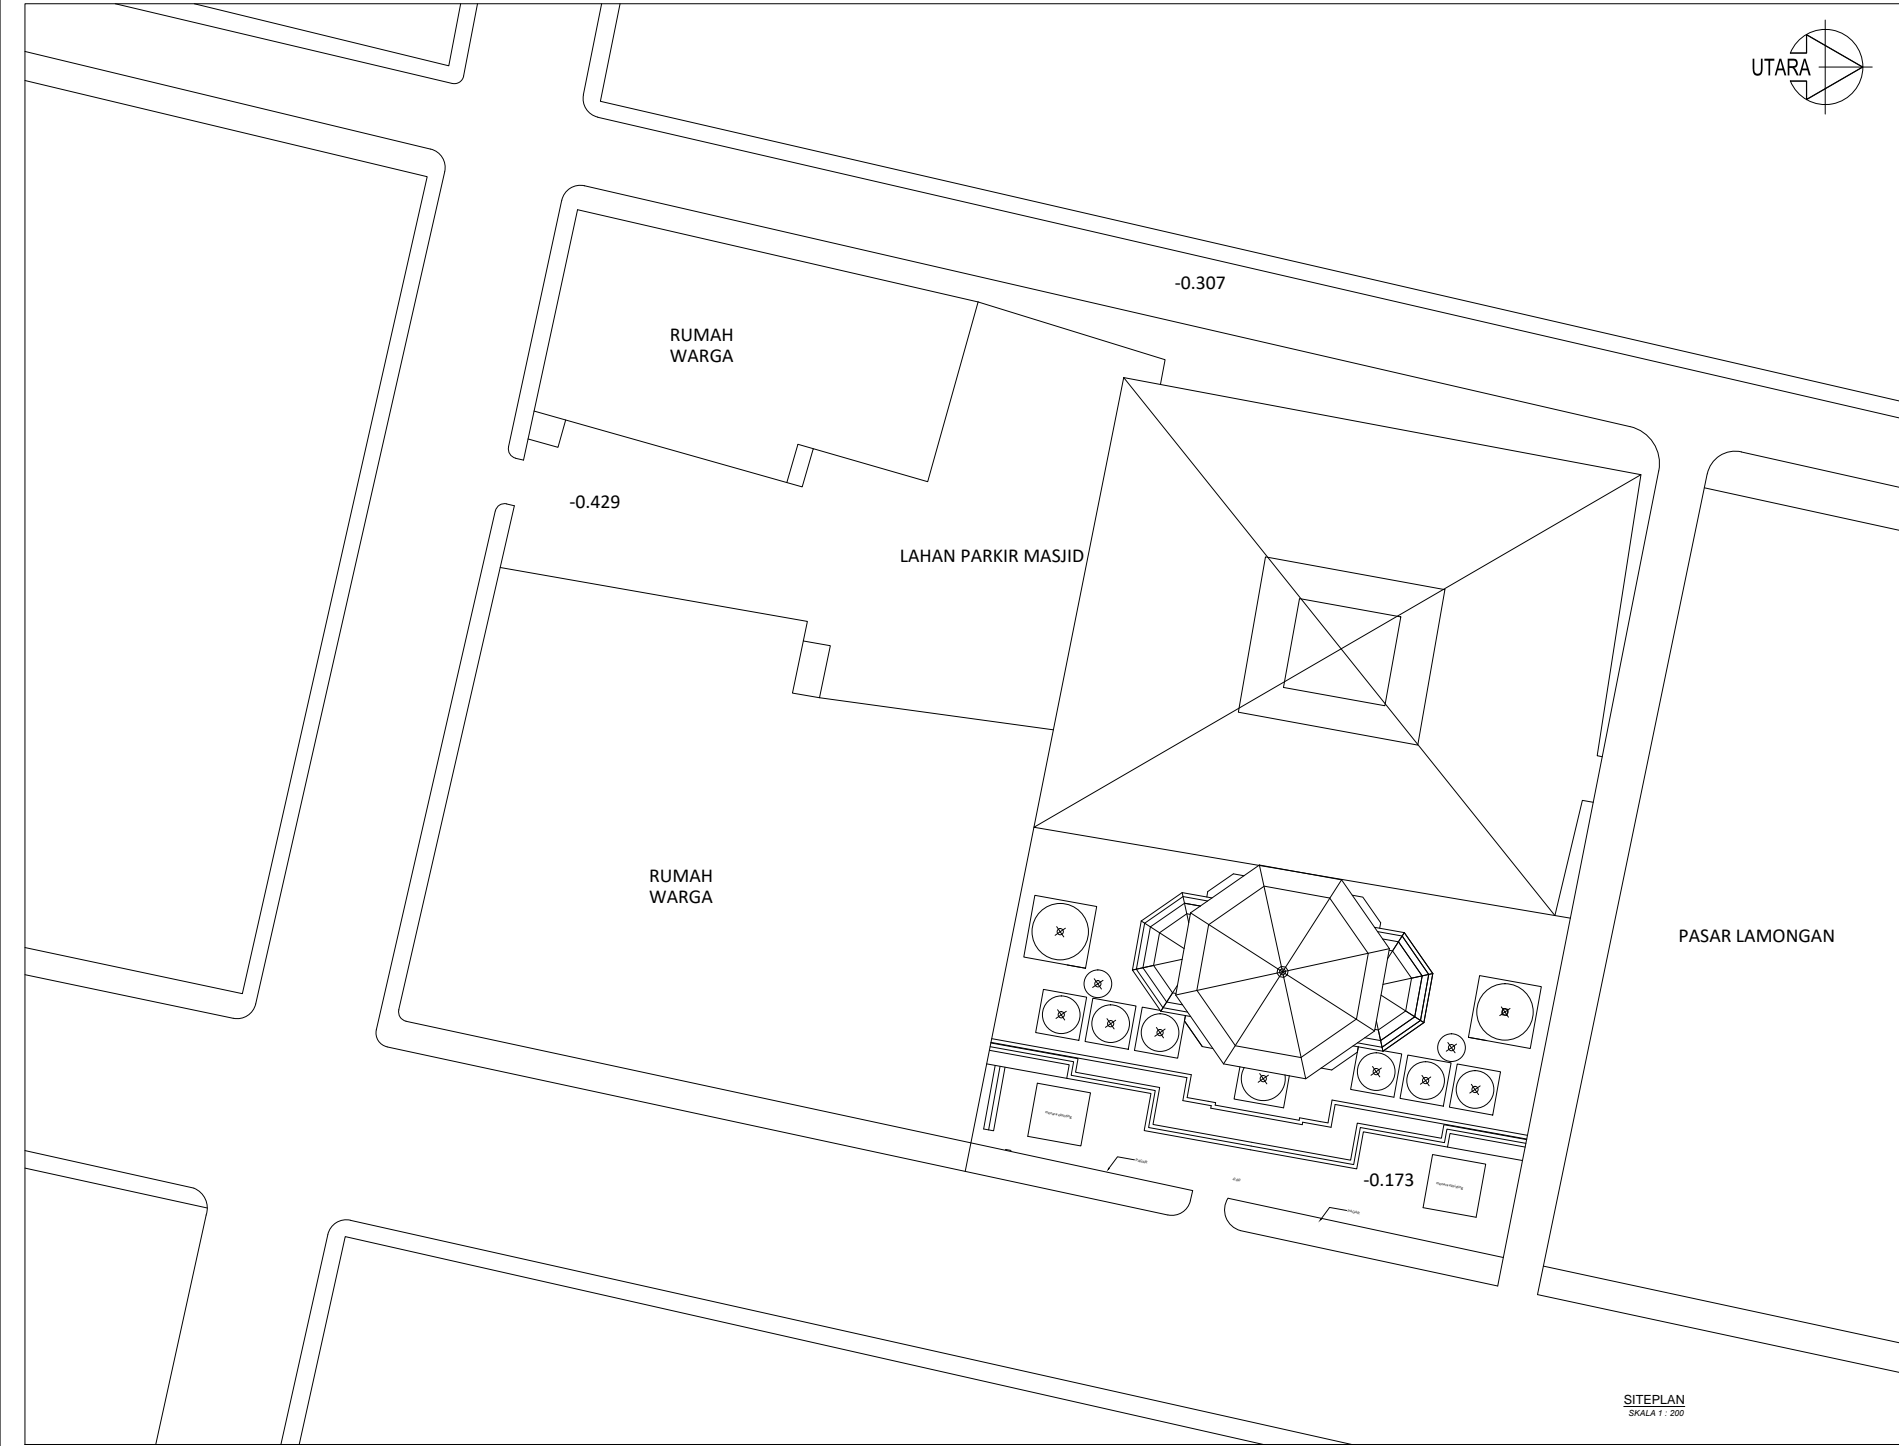 UTARA
-0.307
RUMAH
WARGA
-0.429
LAHAN PARKIR MASJID
RUMAH
WARGA
PASAR LAMONGAN
-0.173
SITEPLAN
SKALA 1 : 200